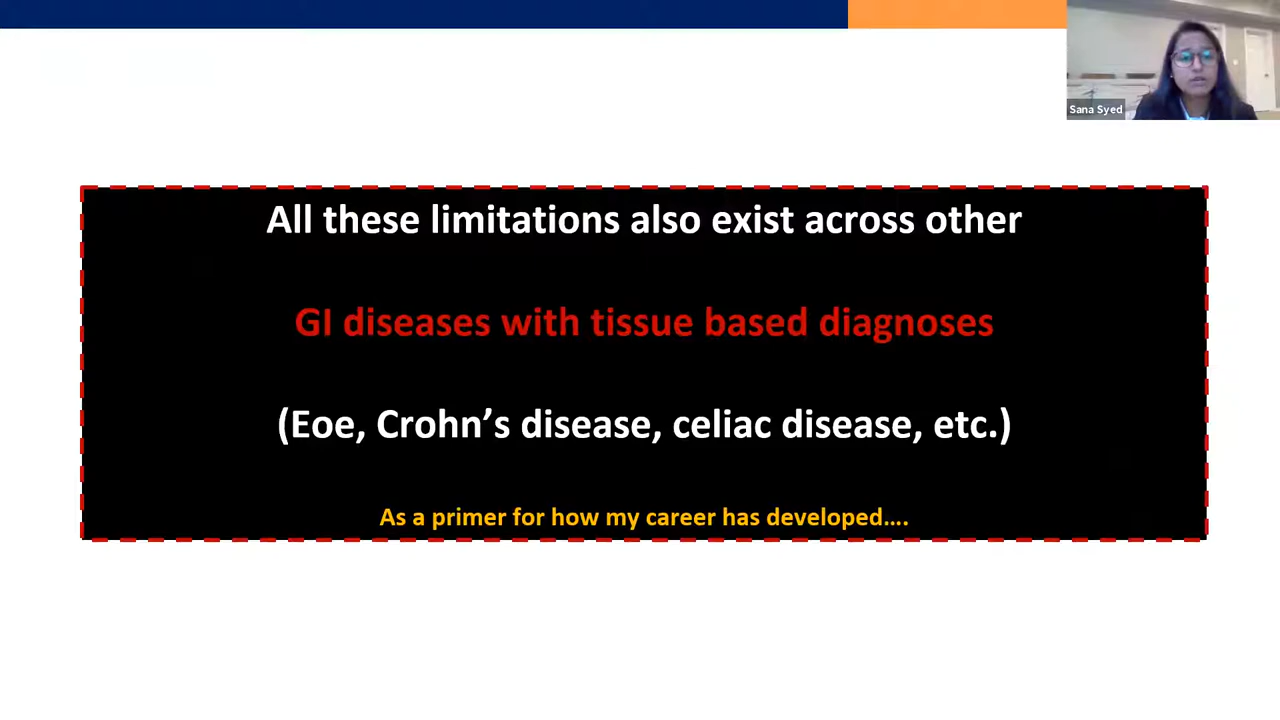 Sana Syed
All these limitations also exist across other
GI diseases with tissue based diagnoses
(Eoe, Crohn’s disease, celiac disease, etc.)
As a primer for how my career has developed….